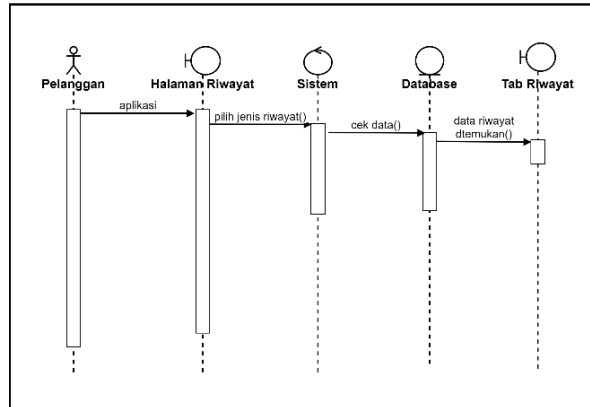 Pelanggan
Halaman Riwayat
Sistem
Database
Tab Riwayat
aplikasi
pilih jenis riwayat()
cek data()
data riwayat
dtemukan()